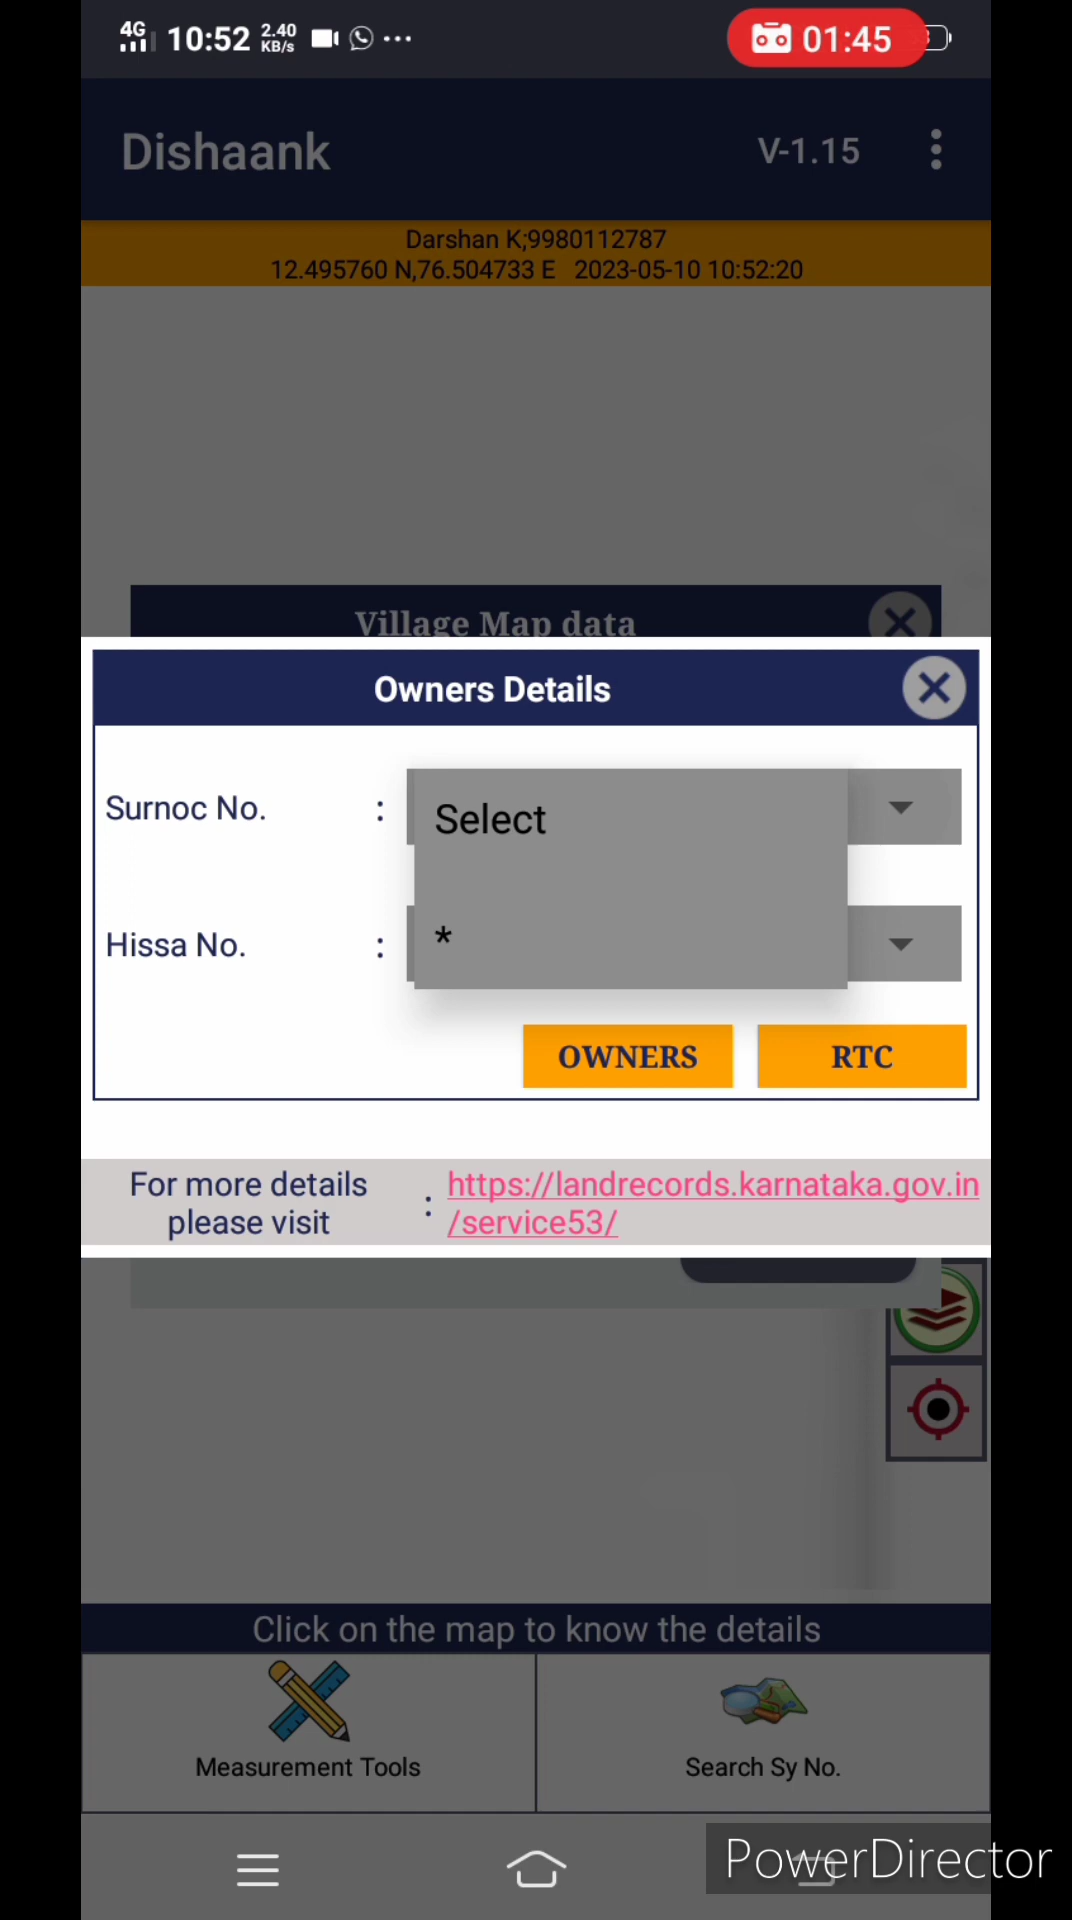 4G 10:52 2.40 KB/s 01:45
Dishaank V-1.15
Darshan K;9980112787
12.495760 N,76.504733 E 2023-05-10 10:52:20
Village Map data
Owners Details
Surnoc No. : Select
Hissa No. : *
OWNERS RTC
For more details please visit : https://landrecords.karnataka.gov.in/service53/
Click on the map to know the details
Measurement Tools Search Sy No.
PowerDirector